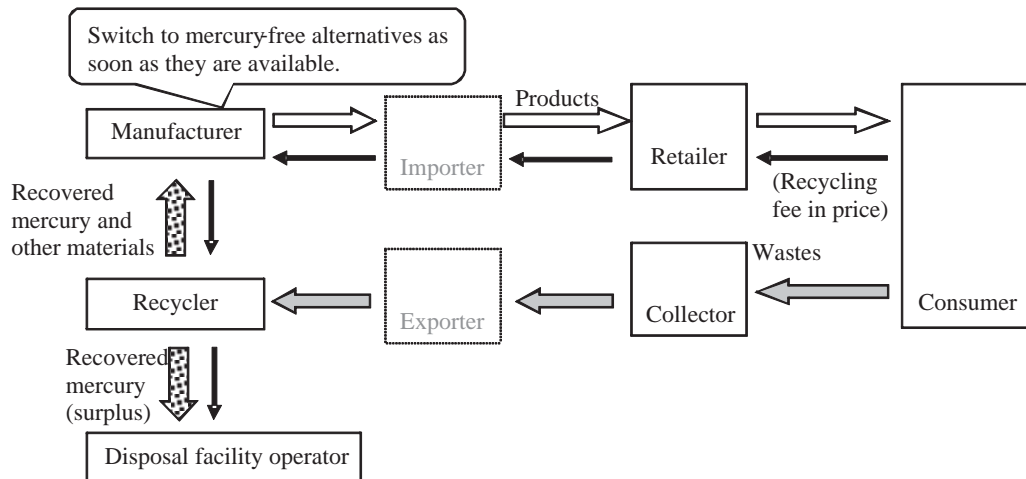 Switch to mercury-free alternatives as
soon as they are available.
Manufacturer
Importer
Products
Retailer
(Recycling
fee in price)
Consumer
Recovered
mercury and
other materials
Recycler
Exporter
Collector
Wastes
Recovered
mercury
(surplus)
Disposal facility operator